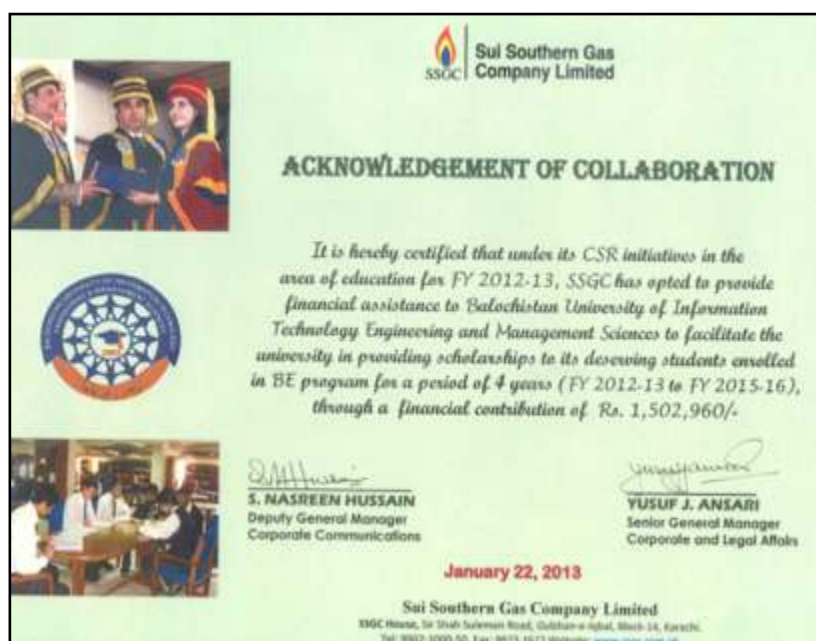 SSGC
Sui Southern Gas
Company Limited
ACKNOWLEDGEMENT OF COLLABORATION
It is hereby certified that under its CSR initiatives in the
area of education for FY 2012-13, SSGC has opted to provide
financial assistance to Balochistan University of Information
Technology Engineering and Management Sciences to facilitate the
university in providing scholarships to its deserving students enrolled
in BE program for a period of 4 years (FY 2012-13 to FY 2015-16),
through a financial contribution of Rs. 1,502,960/-
S. NASREEN HUSSAIN
Deputy General Manager
Corporate Communications
YUSUF J. ANSARI
Senior General Manager
Corporate and Legal Affairs
January 22, 2013
Sui Southern Gas Company Limited
SSGC House, Sir Shah Suleman Road, Gulshan-e-Iqbal, Block-14, Karachi.